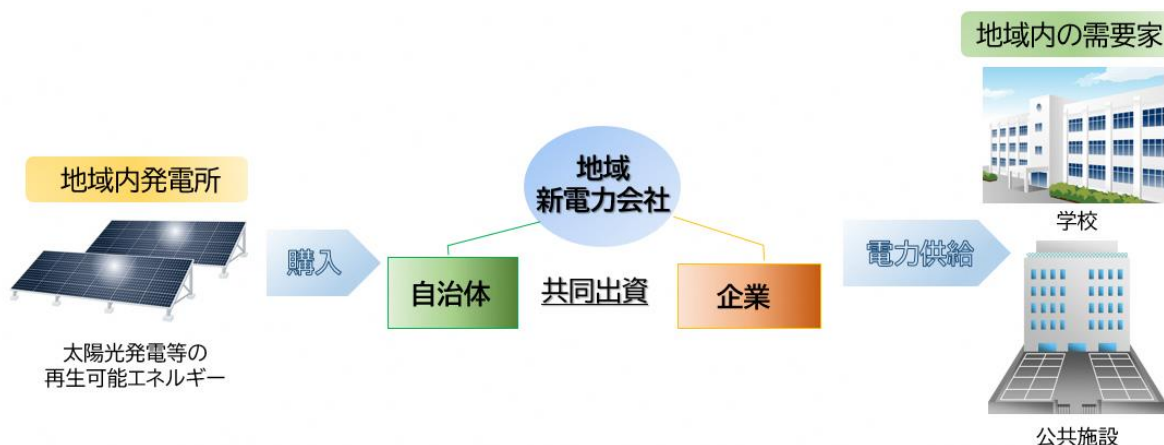 地域内の需要家
地域
新電力会社
地域内発電所
学校
購入
電力供給
自治体
共同出資
企業
太陽光発電等の
再生可能エネルギー
公共施設